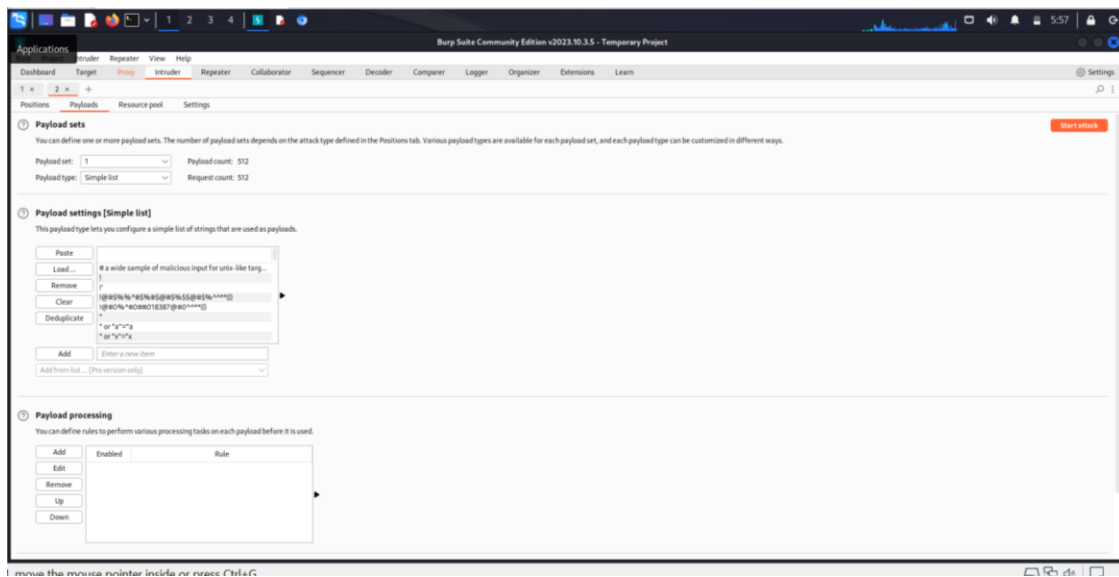 1 2 3 4
5:57
Applications
Burp Suite Community Edition v2023.10.3.5 - Temporary Project
Intruder Repeater View Help
Dashboard Target Proxy Intruder Repeater Collaborator Sequencer Decoder Comparer Logger Organizer Extensions Learn Settings
1 × 2 × +
Positions Payloads Resource pool Settings
Payload sets
Start attack
You can define one or more payload sets. The number of payload sets depends on the attack type defined in the Positions tab. Various payload types are available for each payload set, and each payload type can be customized in different ways.
Payload set: 1 Payload count: 512
Payload type: Simple list Request count: 512
Payload settings [Simple list]
This payload type lets you configure a simple list of strings that are used as payloads.
Paste
Load ... # a wide sample of malicious input for unix-like targ...
!
Remove !'
Clear
Deduplicate "
" or "a"="a
" or "x"="x
Add Enter a new item
Add from list ... [Pro version only]
Payload processing
You can define rules to perform various processing tasks on each payload before it is used.
Add Enabled Rule
Edit
Remove
Up
Down
move the mouse pointer inside or press Ctrl+G